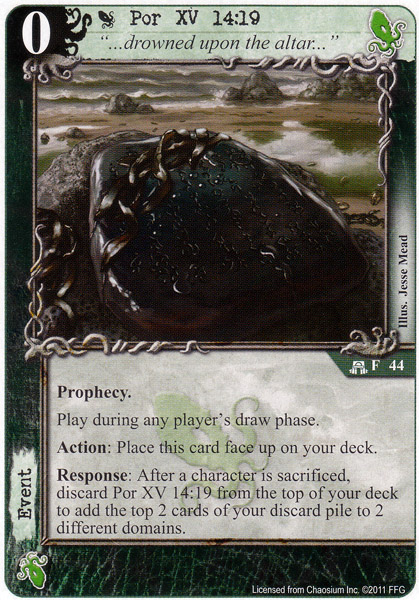 0
Por XV 14:19
"...drowned upon the altar..."
Illus. Jesse Mead
F 44
Prophecy.
Play during any player's draw phase.
Action: Place this card face up on your deck.
Response: After a character is sacrificed,
discard Por XV 14:19 from the top of your deck
to add the top 2 cards of your discard pile to 2
different domains.
Event
Licensed from Chaosium Inc. ©2011 FFG